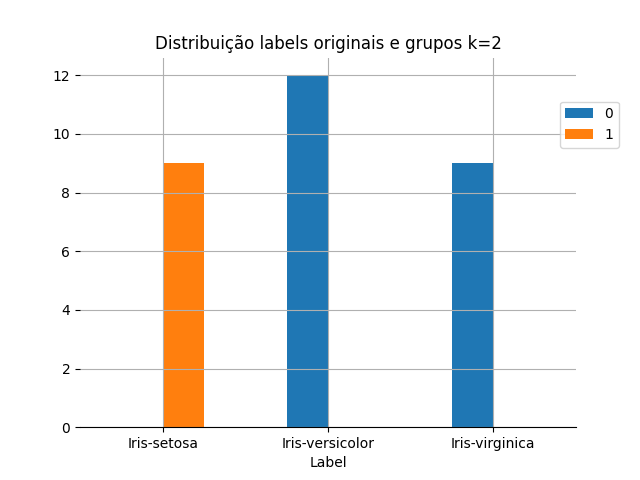 Distribuição labels originais e grupos k=2
12
10
8
6
4
2
0
0
1
Iris-setosa
Iris-versicolor
Iris-virginica
Label